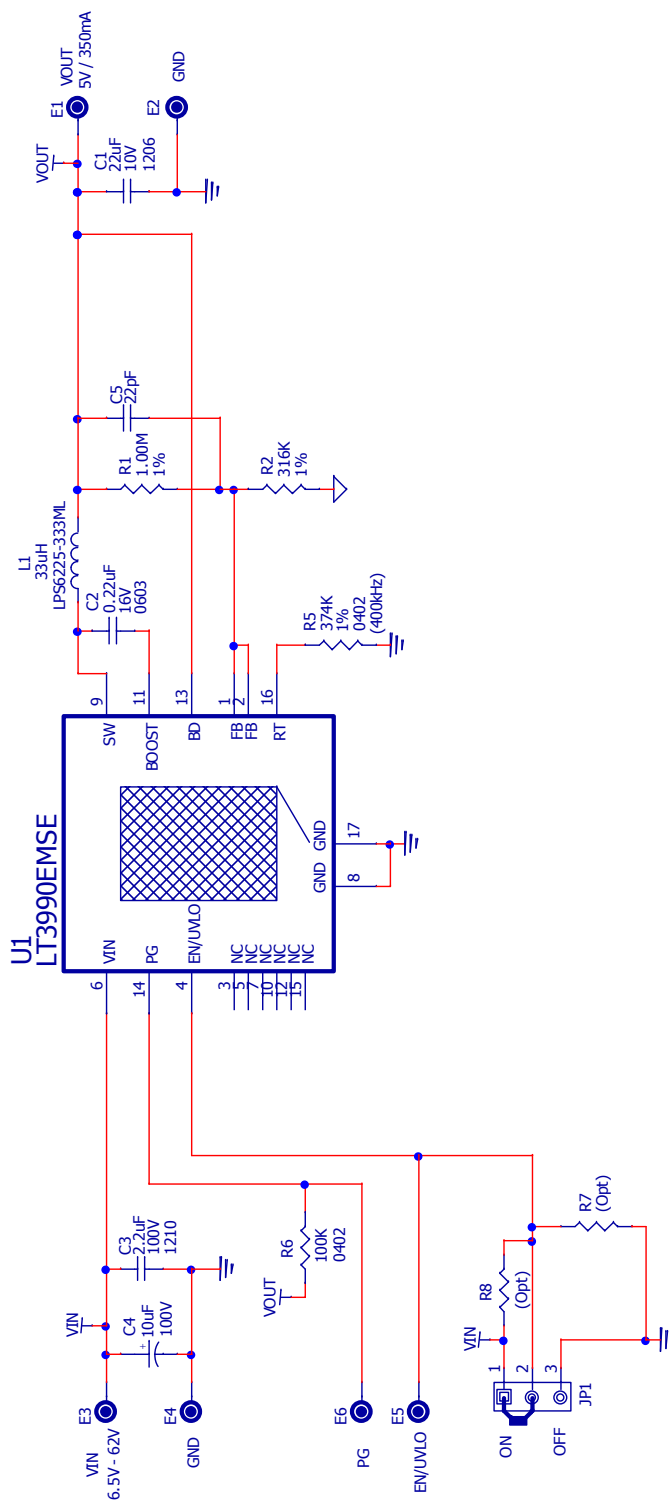 U1
LT3990EMSE
VIN
6
PG
14
EN/UVLO
4
NC
3
NC
5
NC
7
NC
10
NC
12
NC
15
SW
9
BOOST
11
BD
13
FB
1
FB
2
RT
16
GND
8
GND
17
E3
VIN
6.5V - 62V
E4
GND
VIN
C4
+
10uF
100V
C3
2.2uF
100V
1210
E6
PG
VOUT
R6
100K
0402
E5
EN/UVLO
VIN
R8
(Opt)
R7
(Opt)
1
2
3
ON
OFF
JP1
C2
0.22uF
16V
0603
L1
33uH
LPS6225-333ML
R1
1.00M
1%
C5
22pF
R2
316K
1%
R5
374K
1%
0402
(400kHz)
VOUT
C1
22uF
10V
1206
E1
VOUT
5V / 350mA
E2
GND